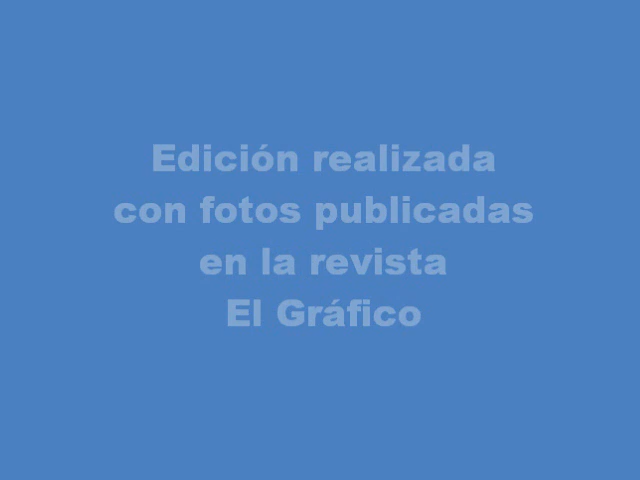 Edición realizada
con fotos publicadas
en la revista
El Gráfico